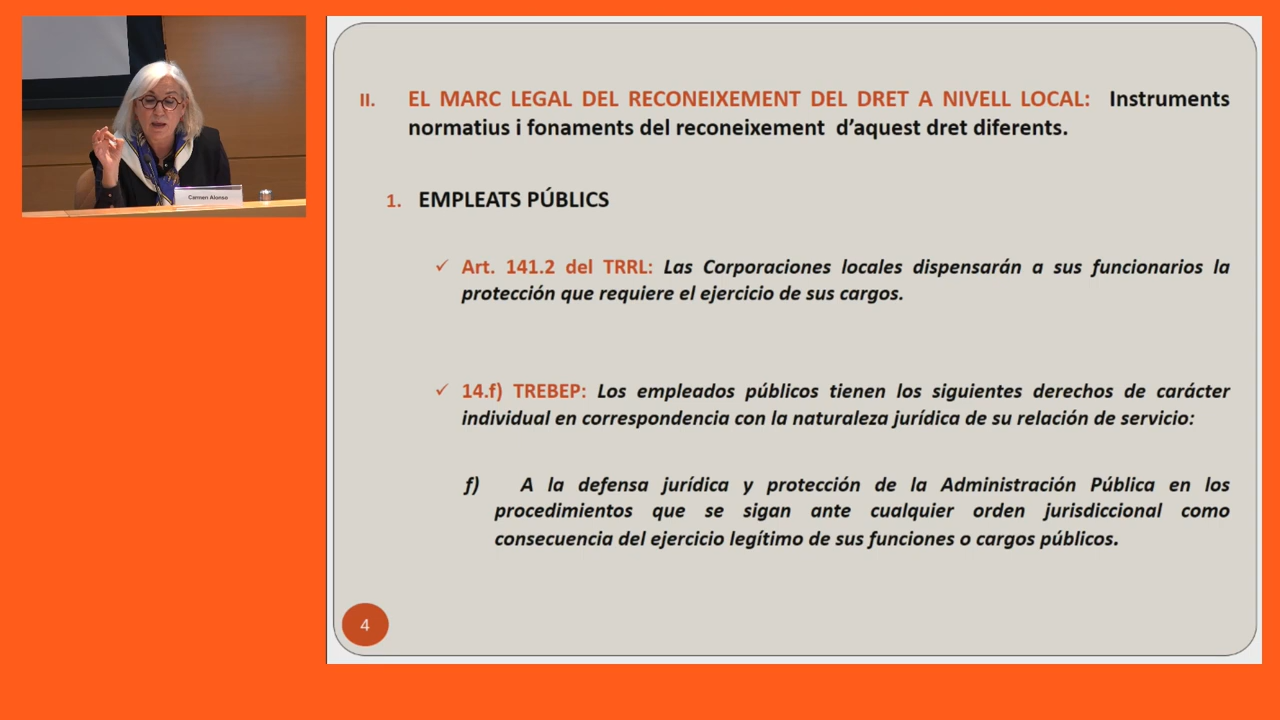 Carmen Alonso
II. EL MARC LEGAL DEL RECONEIXEMENT DEL DRET A NIVELL LOCAL: Instruments
normatius i fonaments del reconeixement d’aquest dret diferents.
1. EMPLEATS PÚBLICS
✓ Art. 141.2 del TRRL: Las Corporaciones locales dispensarán a sus funcionarios la
protección que requiere el ejercicio de sus cargos.
✓ 14.f) TREBEP: Los empleados públicos tienen los siguientes derechos de carácter
individual en correspondencia con la naturaleza jurídica de su relación de servicio:
f) A la defensa jurídica y protección de la Administración Pública en los
procedimientos que se sigan ante cualquier orden jurisdiccional como
consecuencia del ejercicio legítimo de sus funciones o cargos públicos.
4